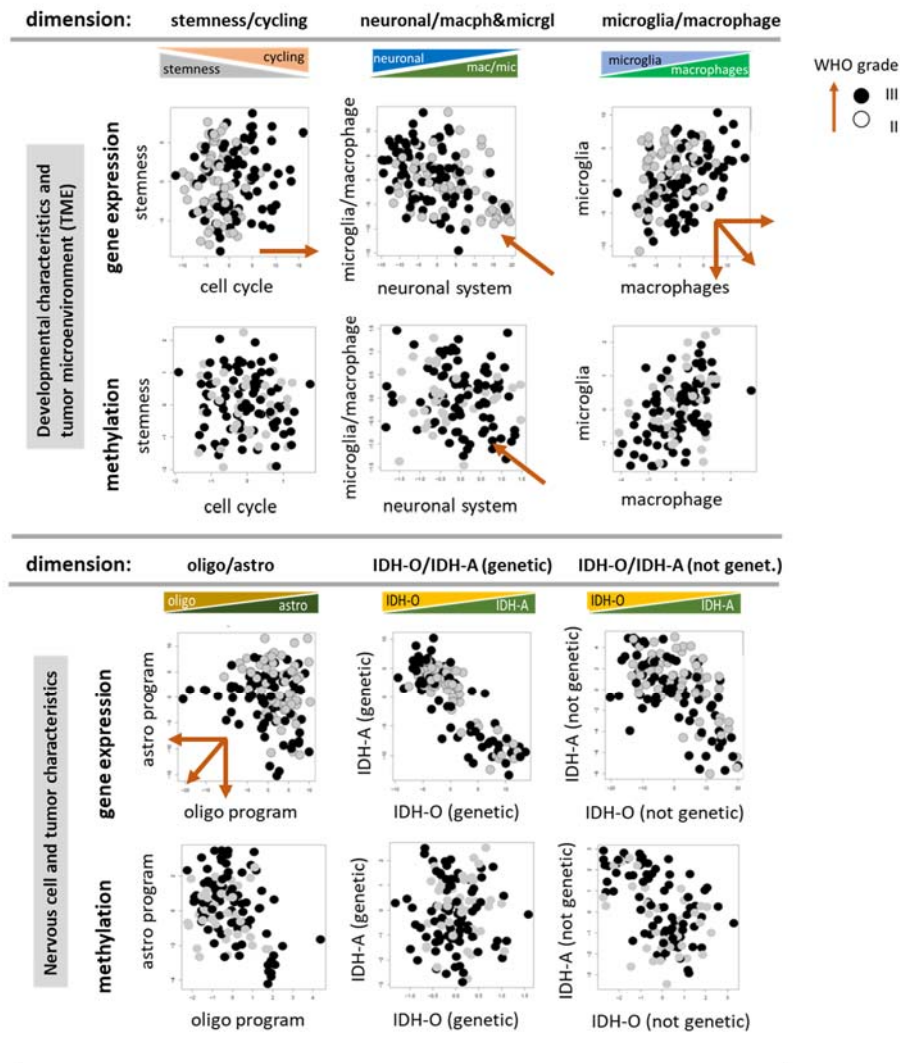 dimension: stemness/cycling neuronal/macph&micrgl microglia/macrophage
cycling
stemness
neuronal
mac/mic
microglia
macrophages
WHO grade
III
II
Developmental characteristics and
tumor microenvironment (TME)
gene expression
stemness
cell cycle
microglia/macrophage
neuronal system
microglia
macrophages
methylation
stemness
cell cycle
microglia/macrophage
neuronal system
microglia
macrophage
dimension: oligo/astro IDH-O/IDH-A (genetic) IDH-O/IDH-A (not genet.)
oligo
astro
IDH-O
IDH-A
IDH-O
IDH-A
Nervous cell and tumor characteristics
gene expression
astro program
oligo program
IDH-A (genetic)
IDH-O (genetic)
IDH-A (not genetic)
IDH-O (not genetic)
methylation
astro program
oligo program
IDH-A (genetic)
IDH-O (genetic)
IDH-A (not genetic)
IDH-O (not genetic)